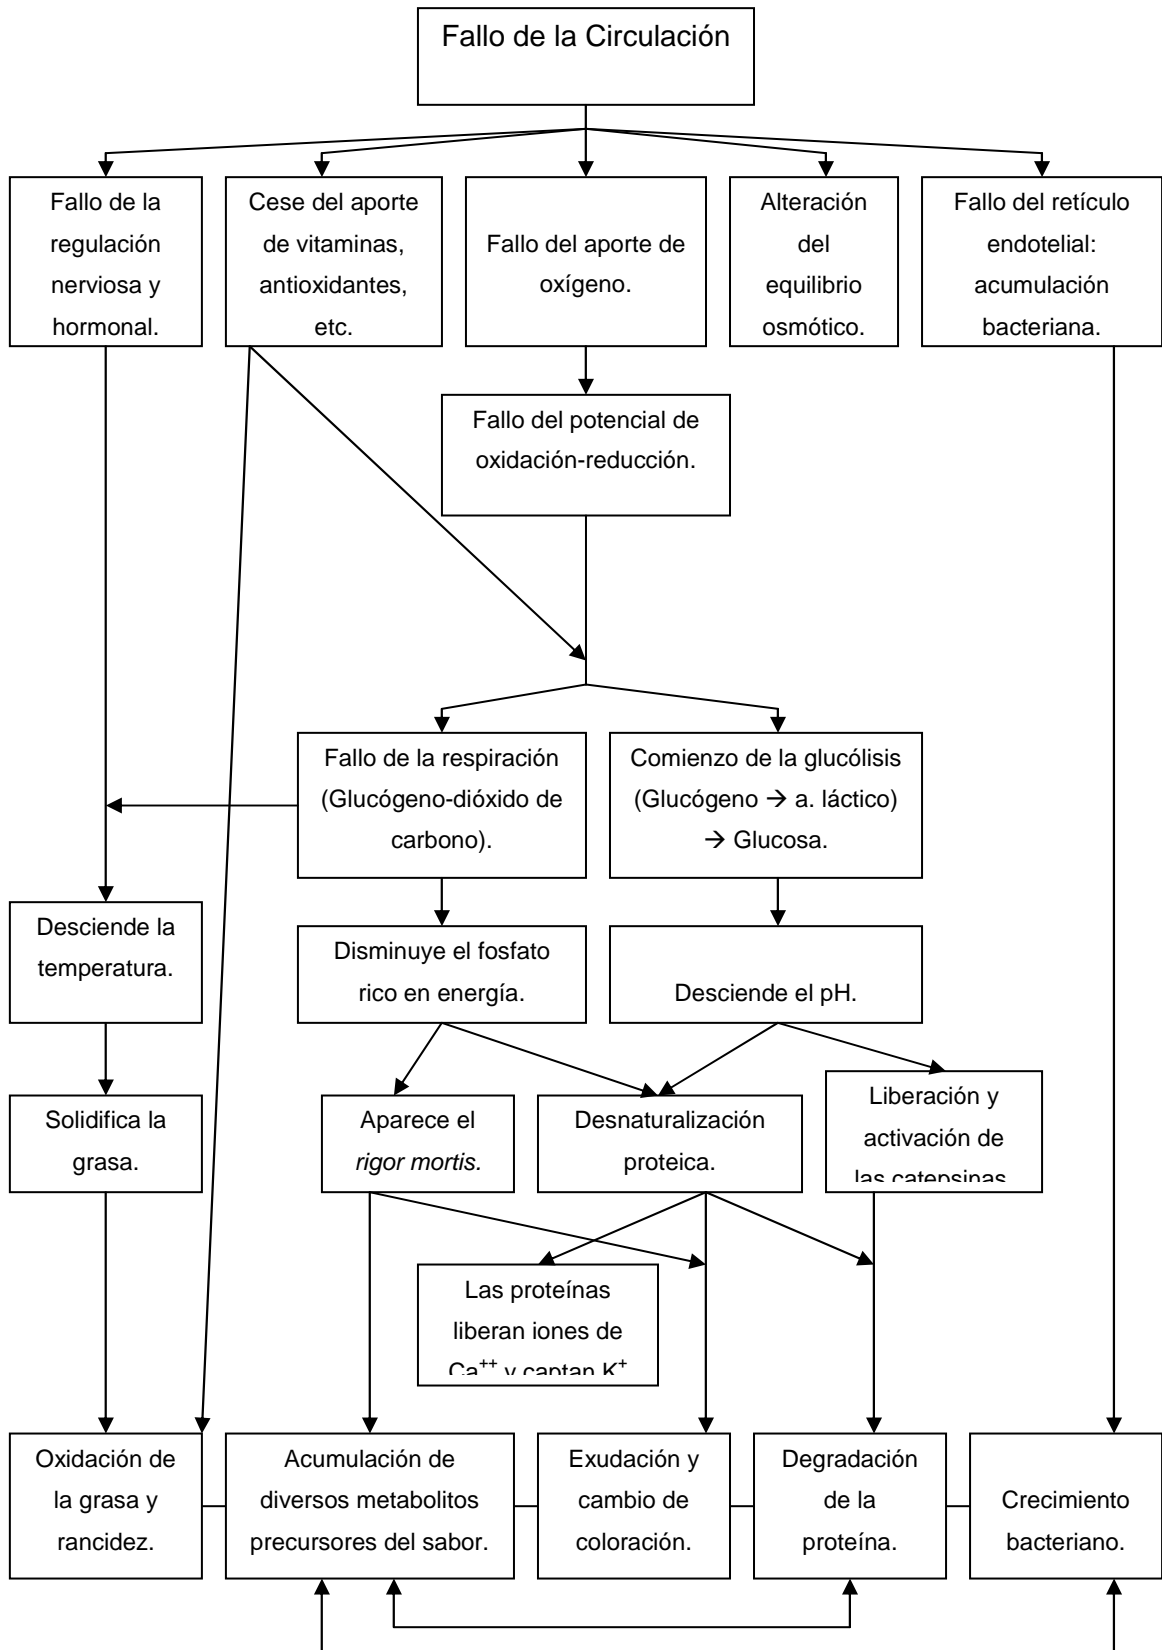 Fallo de la Circulación
Fallo de la
regulación
nerviosa y
hormonal.
Cese del aporte
de vitaminas,
antioxidantes,
etc.
Fallo del aporte de
oxígeno.
Alteración
del
equilibrio
osmótico.
Fallo del retículo
endotelial:
acumulación
bacteriana.
Fallo del potencial de
oxidación-reducción.
Fallo de la respiración
(Glucógeno-dióxido de
carbono).
Comienzo de la glucólisis
(Glucógeno → a. láctico)
→ Glucosa.
Desciende la
temperatura.
Disminuye el fosfato
rico en energía.
Desciende el pH.
Solidifica la
grasa.
Aparece el
rigor mortis.
Desnaturalización
proteica.
Liberación y
activación de
las catepsinas
Las proteínas
liberan iones de
Ca⁺⁺ y captan K⁺
Oxidación de
la grasa y
rancidez.
Acumulación de
diversos metabolitos
precursores del sabor.
Exudación y
cambio de
coloración.
Degradación
de la
proteína.
Crecimiento
bacteriano.